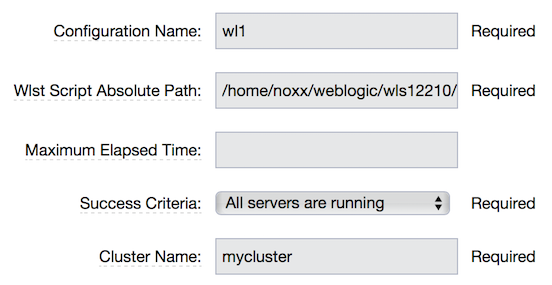 Configuration Name: wl1 Required
Wlst Script Absolute Path: /home/noxx/weblogic/wls12210/ Required
Maximum Elapsed Time:
Success Criteria: All servers are running Required
Cluster Name: mycluster Required